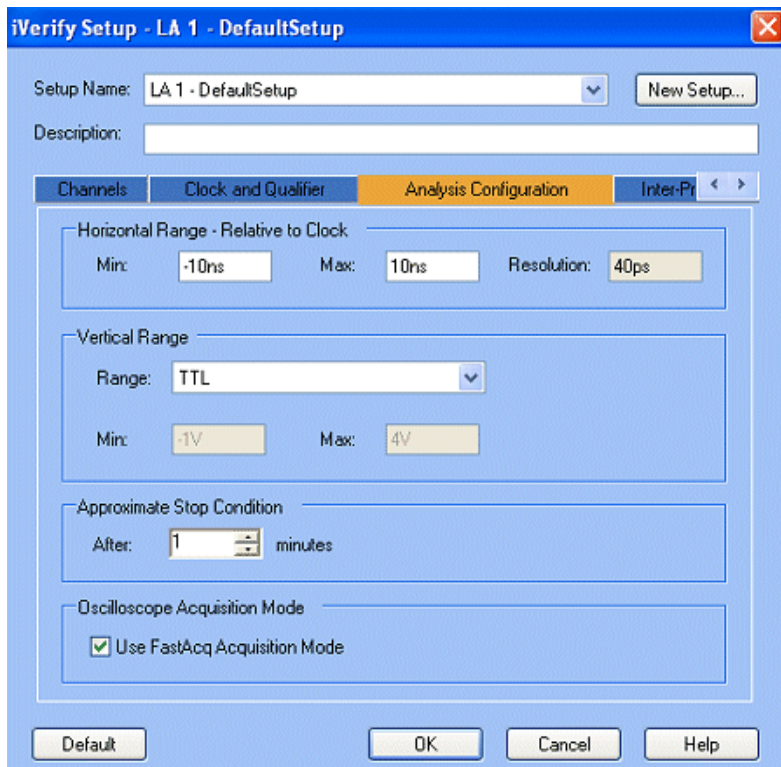 iVerify Setup - LA 1 - DefaultSetup
Setup Name: LA 1 - DefaultSetup New Setup...
Description:
Channels Clock and Qualifier Analysis Configuration Inter-Pr
Horizontal Range - Relative to Clock
Min: -10ns Max: 10ns Resolution: 40ps
Vertical Range
Range: TTL
Min: -1V Max: 4V
Approximate Stop Condition
After: 1 minutes
Oscilloscope Acquisition Mode
Use FastAcq Acquisition Mode
Default OK Cancel Help